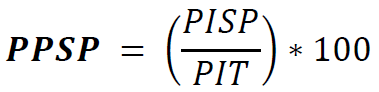 PPSP = (PISP/PIT) * 100